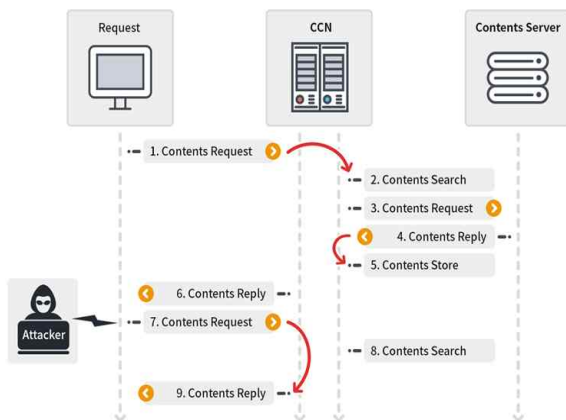 Request
CCN
Contents Server
1. Contents Request
2. Contents Search
3. Contents Request
4. Contents Reply
5. Contents Store
6. Contents Reply
Attacker
7. Contents Request
8. Contents Search
9. Contents Reply